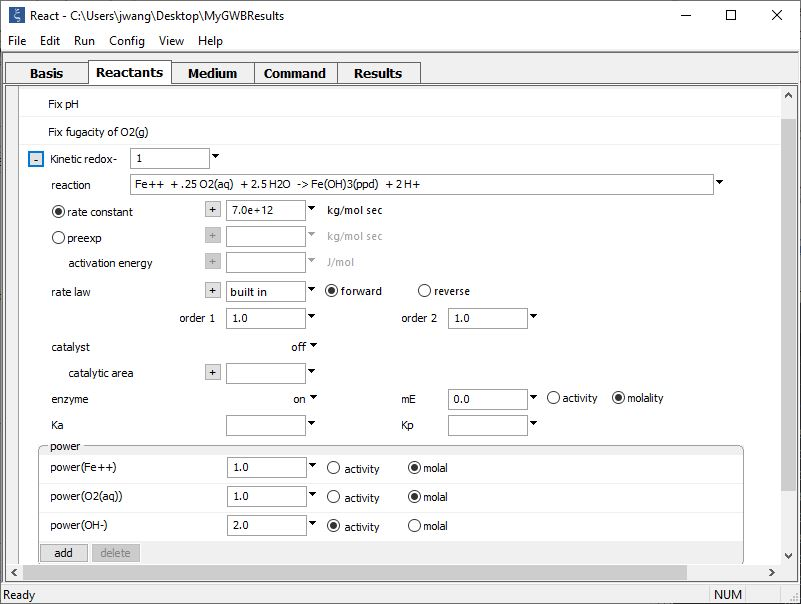 React - C:\Users\jwang\Desktop\MyGWBResults
File Edit Run Config View Help
Basis Reactants Medium Command Results
Fix pH
Fix fugacity of O2(g)
- Kinetic redox- 1
reaction Fe++ + .25 O2(aq) + 2.5 H2O -> Fe(OH)3(ppd) + 2 H+
rate constant + 7.0e+12 kg/mol sec
preexp + kg/mol sec
activation energy + J/mol
rate law + built in forward reverse
order 1 1.0 order 2 1.0
catalyst off
catalytic area +
enzyme on mE 0.0 activity molality
Ka Kp
power
power(Fe++) 1.0 activity molal
power(O2(aq)) 1.0 activity molal
power(OH-) 2.0 activity molal
add delete
Ready NUM